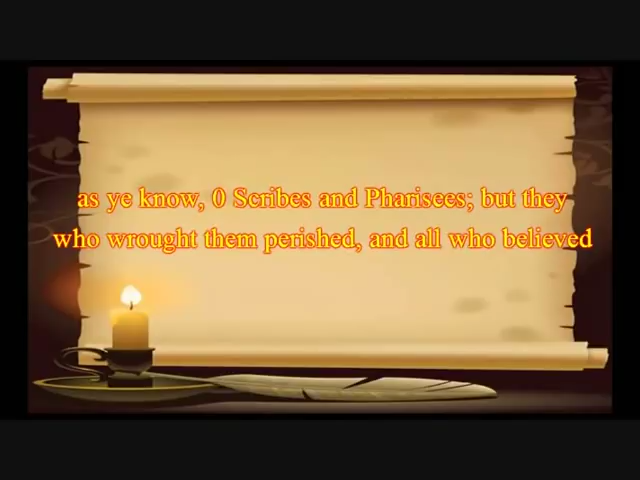 as ye know, 0 Scribes and Pharisees; but they
who wrought them perished, and all who believed